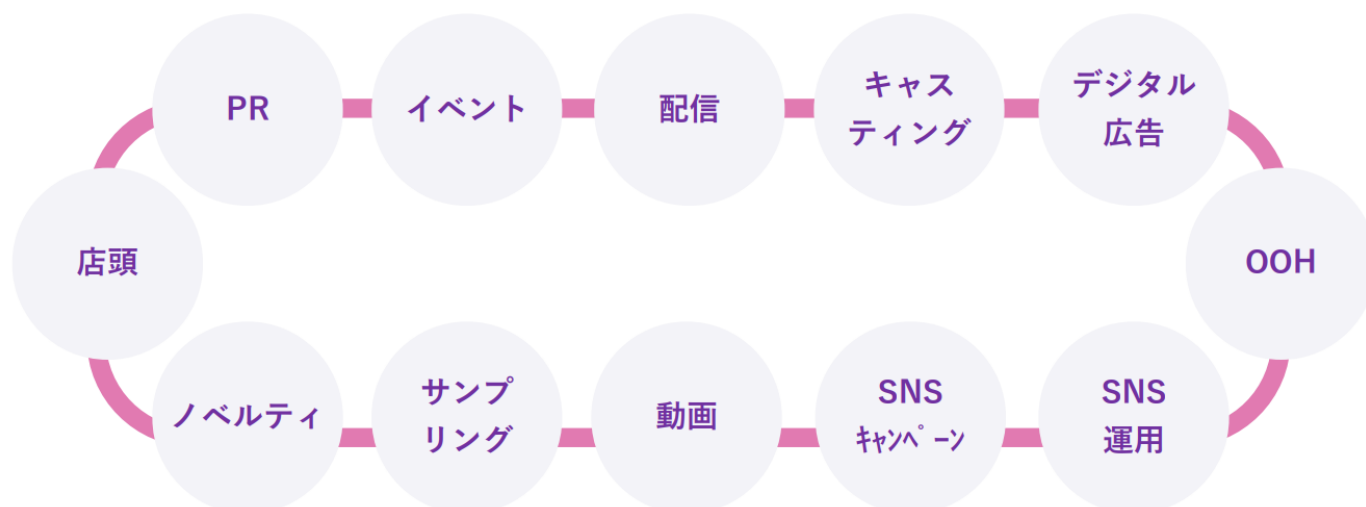 PR
イベント
配信
キャス
ティング
デジタル
広告
店頭
OOH
ノベルティ
サンプ
リング
動画
SNS
ｷｬﾝﾍﾟｰﾝ
SNS
運用